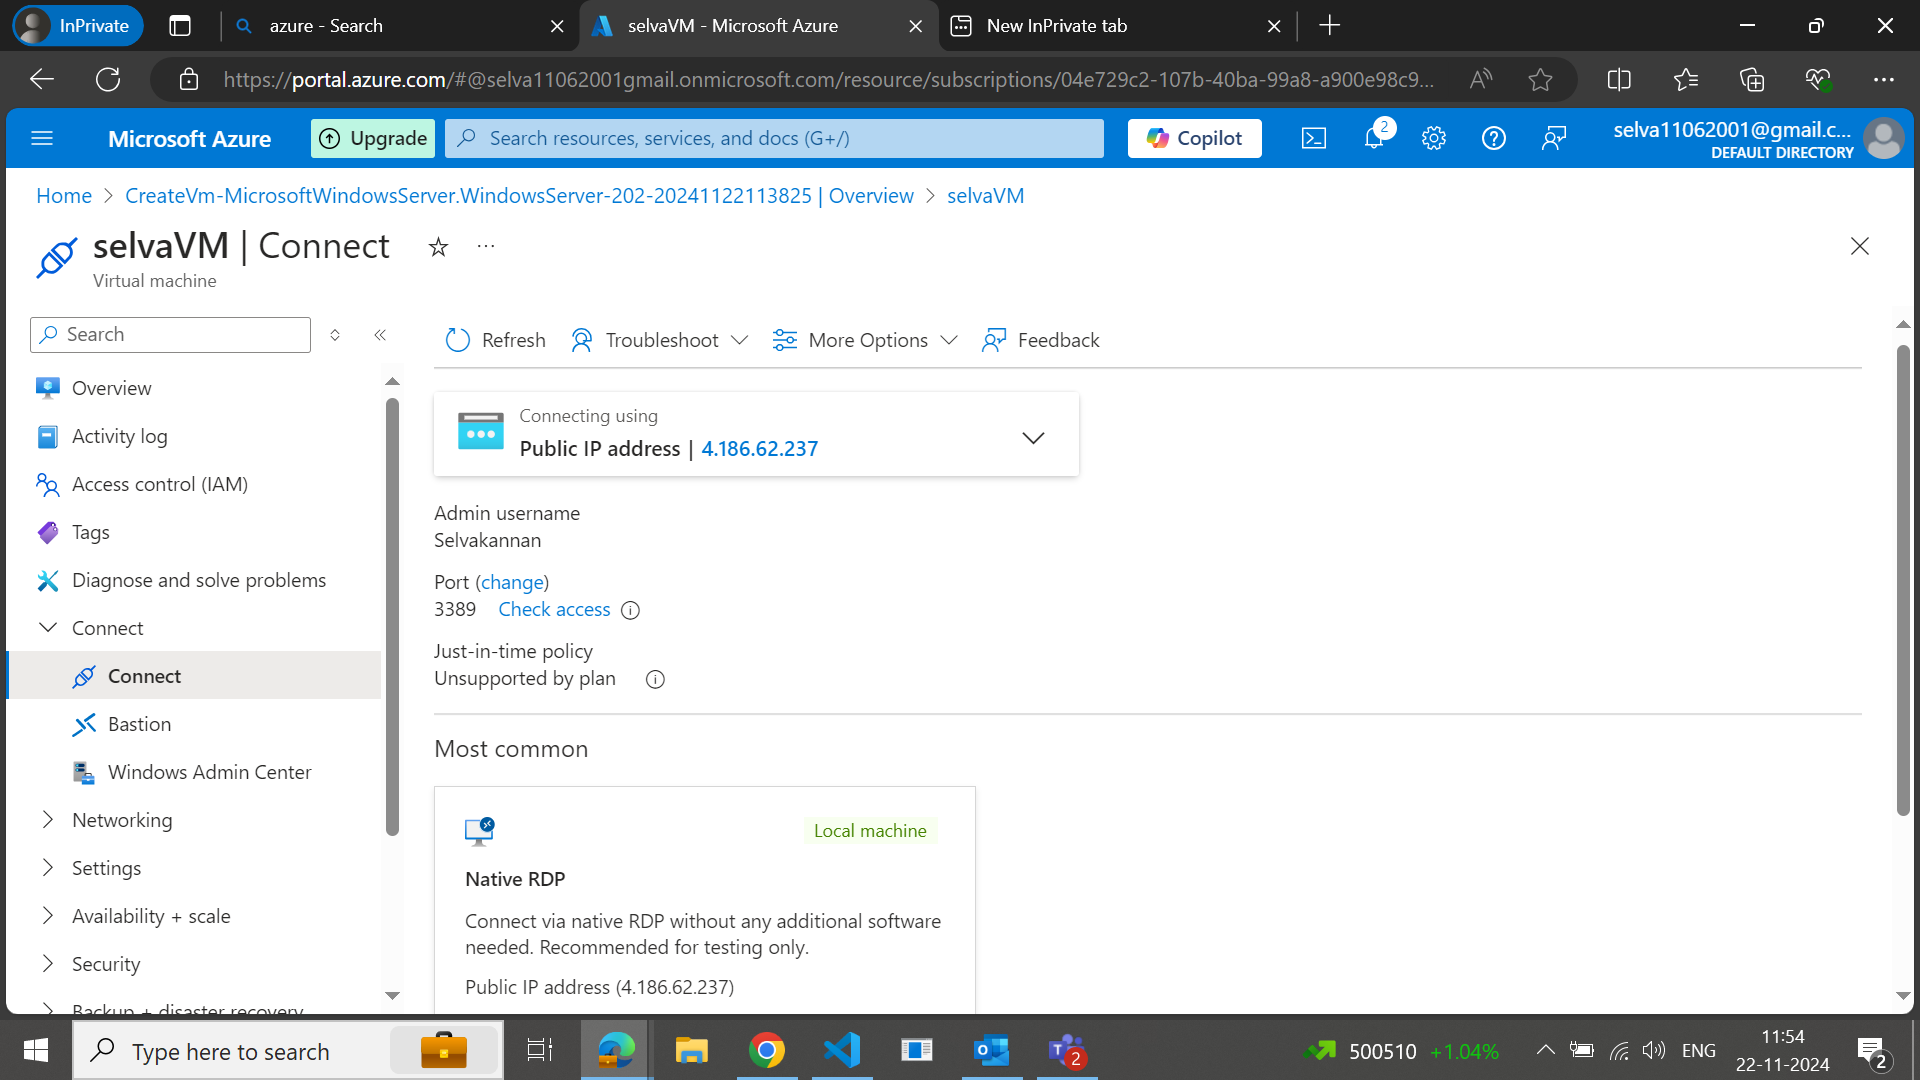 InPrivate
azure - Search
selvaVM - Microsoft Azure
New InPrivate tab
https://portal.azure.com/#@selva11062001gmail.onmicrosoft.com/resource/subscriptions/04e729c2-107b-40ba-99a8-a900e98c9...
Microsoft Azure
Upgrade
Search resources, services, and docs (G+/)
Copilot
2
selva11062001@gmail.c...
DEFAULT DIRECTORY
Home > CreateVm-MicrosoftWindowsServer.WindowsServer-202-20241122113825 | Overview > selvaVM
selvaVM | Connect
Virtual machine
Search
Overview
Activity log
Access control (IAM)
Tags
Diagnose and solve problems
Connect
Connect
Bastion
Windows Admin Center
Networking
Settings
Availability + scale
Security
Backup + disaster recovery
Refresh
Troubleshoot
More Options
Feedback
Connecting using
Public IP address | 4.186.62.237
Admin username
Selvakannan
Port (change)
3389 Check access
Just-in-time policy
Unsupported by plan
Most common
Local machine
Native RDP
Connect via native RDP without any additional software
needed. Recommended for testing only.
Public IP address (4.186.62.237)
Type here to search
2
500510 +1.04%
ENG
11:54
22-11-2024
2